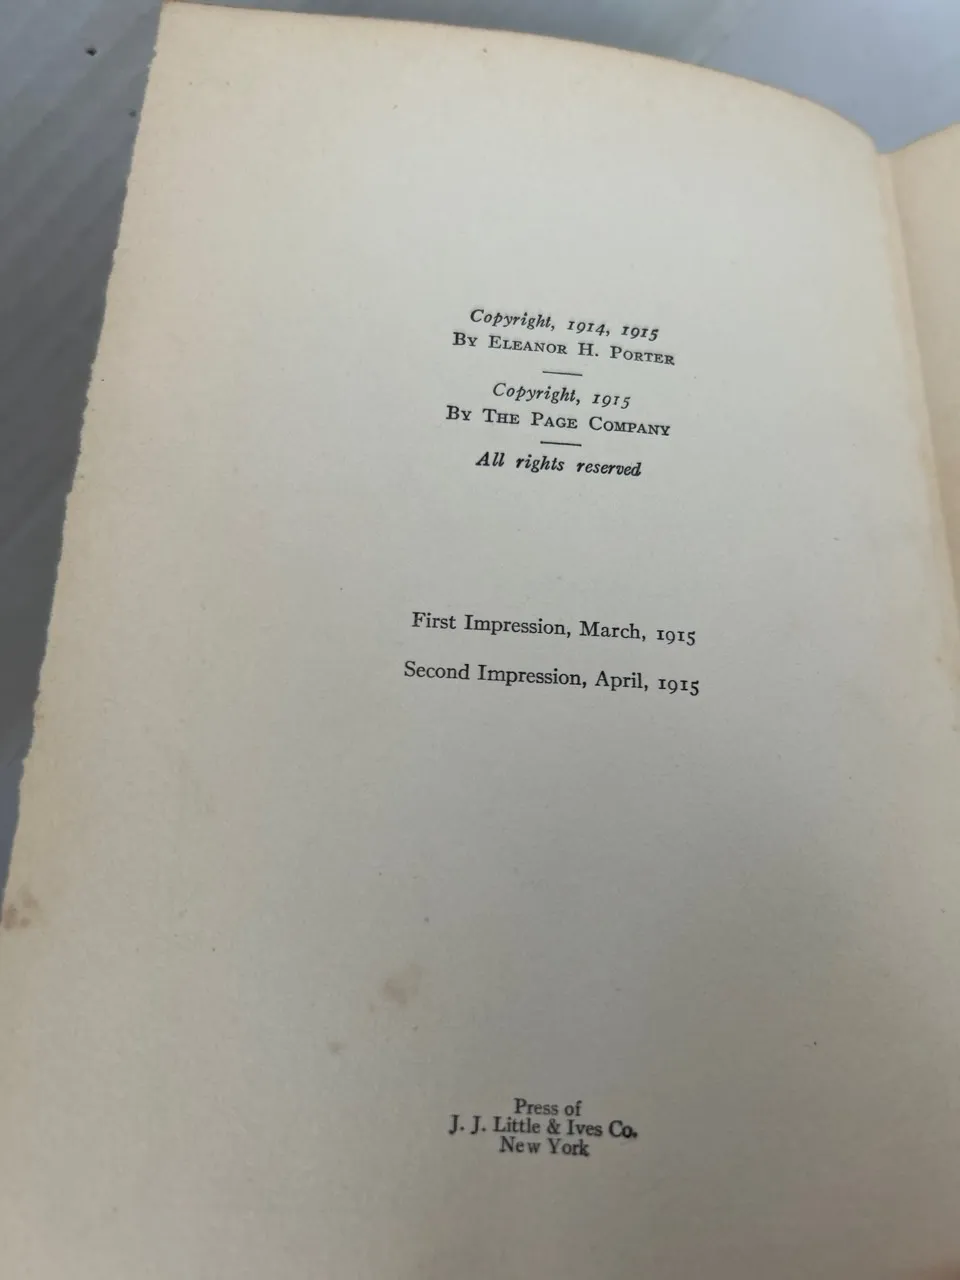 Copyright, 1914, 1915
By Eleanor H. Porter
Copyright, 1915
By The Page Company
All rights reserved
First Impression, March, 1915
Second Impression, April, 1915
Press of
J. J. Little & Ives Co.
New York